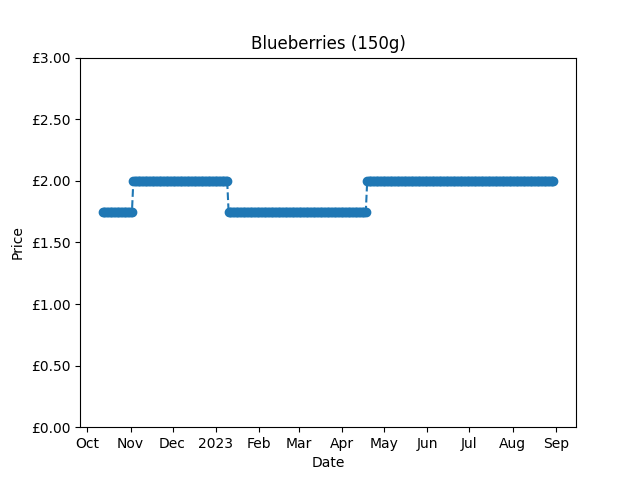 Blueberries (150g)
£3.00
£2.50
£2.00
£1.50
£1.00
£0.50
£0.00
Price
Oct Nov Dec 2023 Feb Mar Apr May Jun Jul Aug Sep
Date